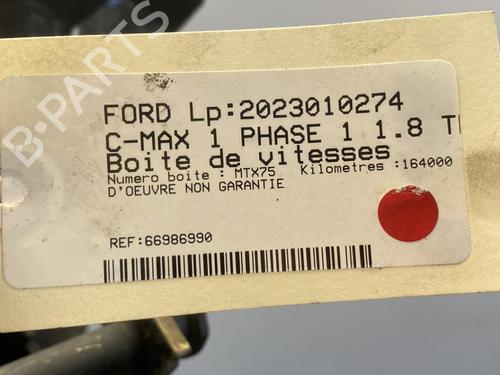 FORD Lp:2023010274
C-MAX 1 PHASE 1 1.8
Boite de vitesses
Numero boite : MTX75 Kilometres :164000
D'OEUVRE NON GARANTIE
REF:66986990
B-PARTS